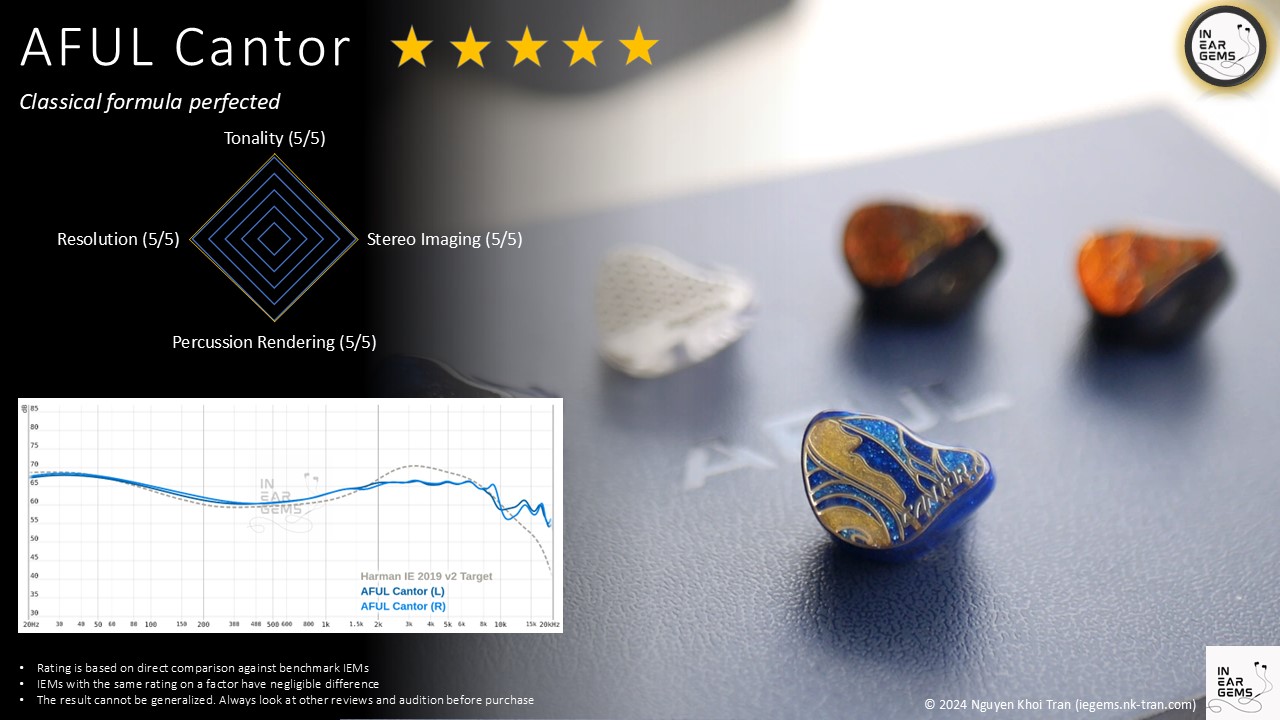 AFUL Cantor
IN
EAR
GEMS
Classical formula perfected
Tonality (5/5)
Resolution (5/5)
Stereo Imaging (5/5)
Percussion Rendering (5/5)
AFUL
CANTOR
dB
85
80
75
70
65
60
55
50
45
40
35
30
IN
EAR
GEMS
Harman IE 2019 v2 Target
AFUL Cantor (L)
AFUL Cantor (R)
20Hz 30 40 50 60 80 100 150 200 300 400 500 600 800 1k 1.5k 2k 3k 4k 5k 6k 8k 10k 15k 20kHz
• Rating is based on direct comparison against benchmark IEMs
• IEMs with the same rating on a factor have negligible difference
• The result cannot be generalized. Always look at other reviews and audition before purchase
© 2024 Nguyen Khoi Tran (iegems.nk-tran.com)
IN
EAR
GEMS